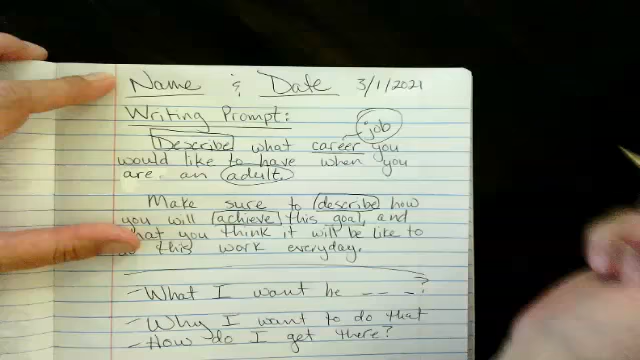 Name & Date 3/1/2021
Writing Prompt:
job
Describe what career you
would like to have when you
are an adult.
Make sure to describe how
you will achieve this goal, and
what you think it will be like to
do this work everyday.
- What I want be _ _ _ :
- Why I want to do that
- How do I get there?